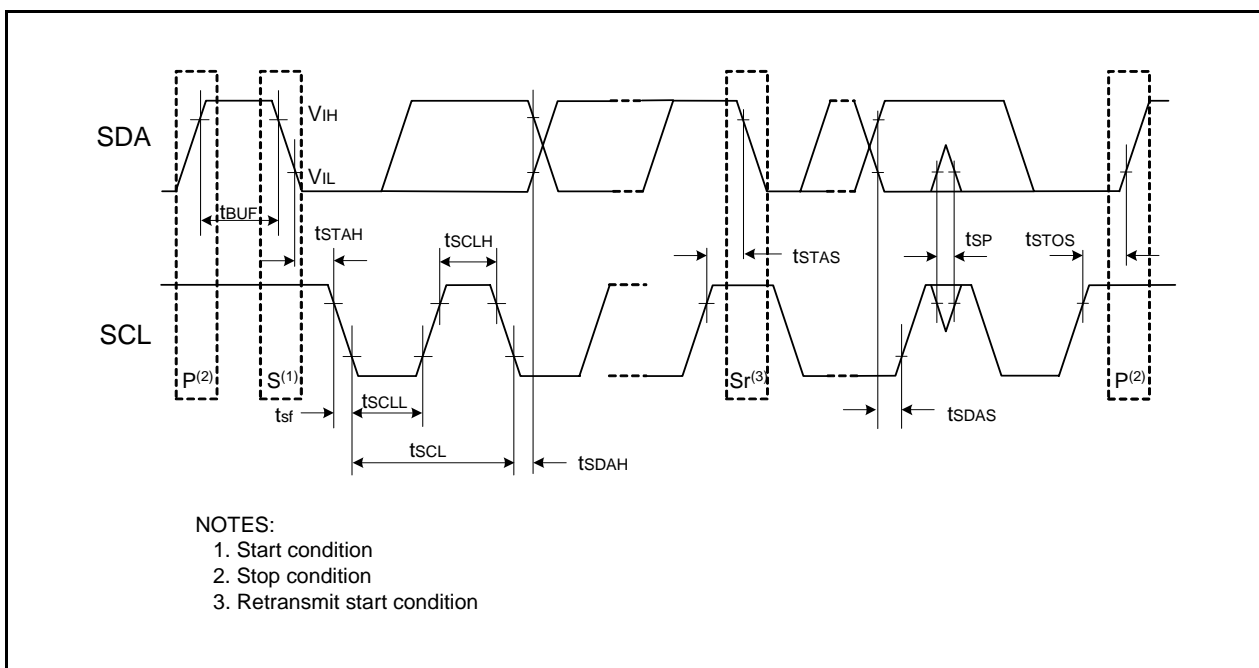 SDA
VIH
VIL
tBUF
tSTAH
tSCLH
tSTAS
tSP
tSTOS
SCL
P(2)
S(1)
Sr(3)
P(2)
tsf
tSCLL
tSDAS
tSCL
tSDAH
NOTES:
1. Start condition
2. Stop condition
3. Retransmit start condition